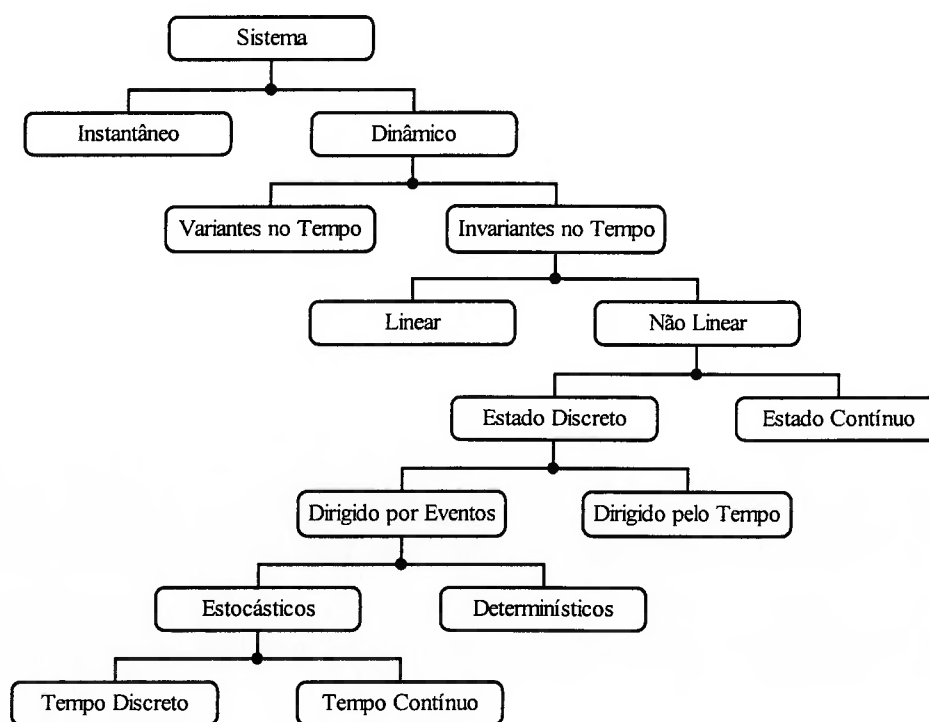 Sistema
Instantâneo
Dinâmico
Variantes no Tempo
Invariantes no Tempo
Linear
Não Linear
Estado Discreto
Estado Contínuo
Dirigido por Eventos
Dirigido pelo Tempo
Estocásticos
Determinísticos
Tempo Discreto
Tempo Contínuo